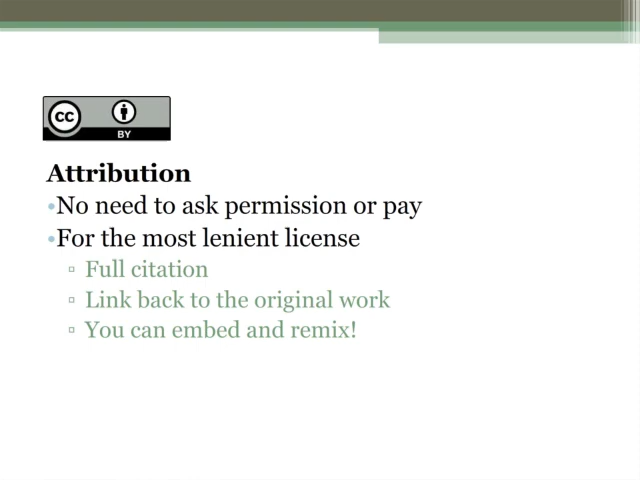 cc
BY
Attribution
•No need to ask permission or pay
•For the most lenient license
▫ Full citation
▫ Link back to the original work
▫ You can embed and remix!